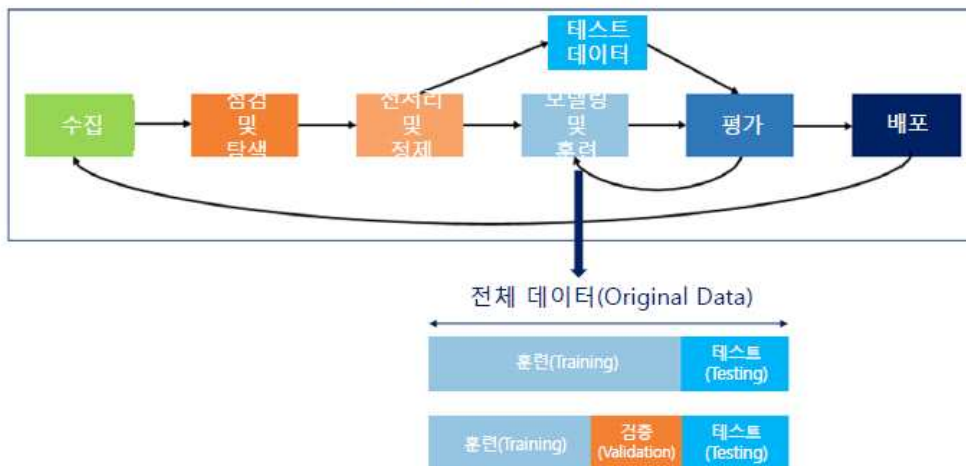 테스트
데이터
수집
점검
및
탐색
전처리
및
정제
모델링
및
훈련
평가
배포
전체 데이터(Original Data)
훈련(Training)
테스트
(Testing)
훈련(Training)
검증
(Validation)
테스트
(Testing)